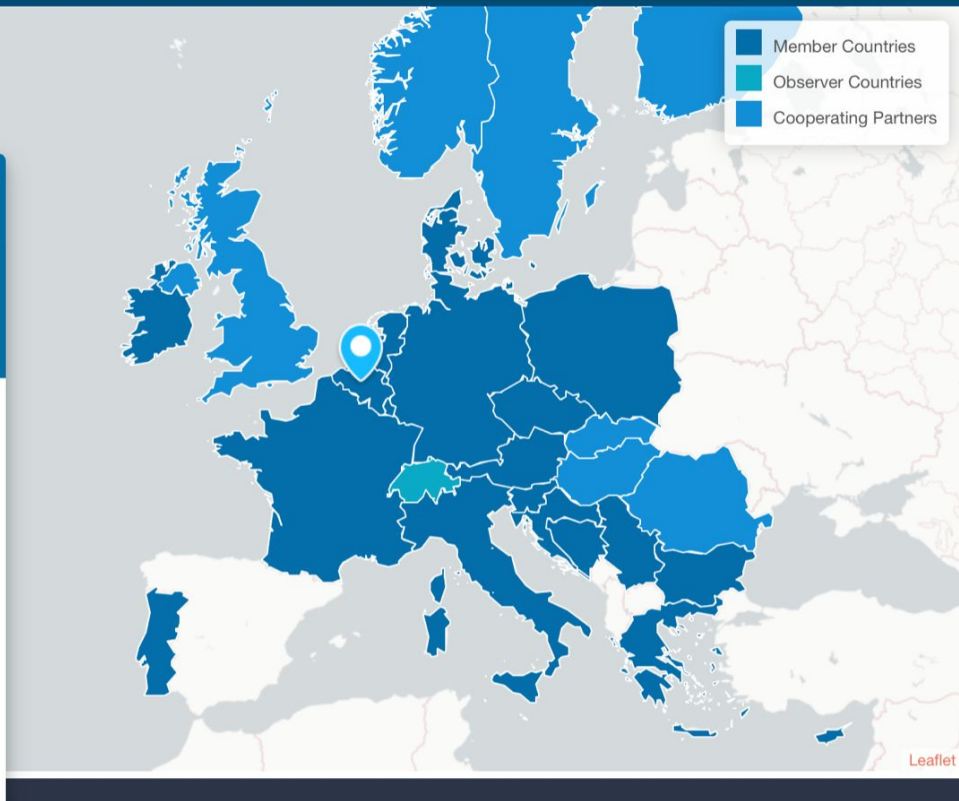 Member Countries
Observer Countries
Cooperating Partners
Leaflet